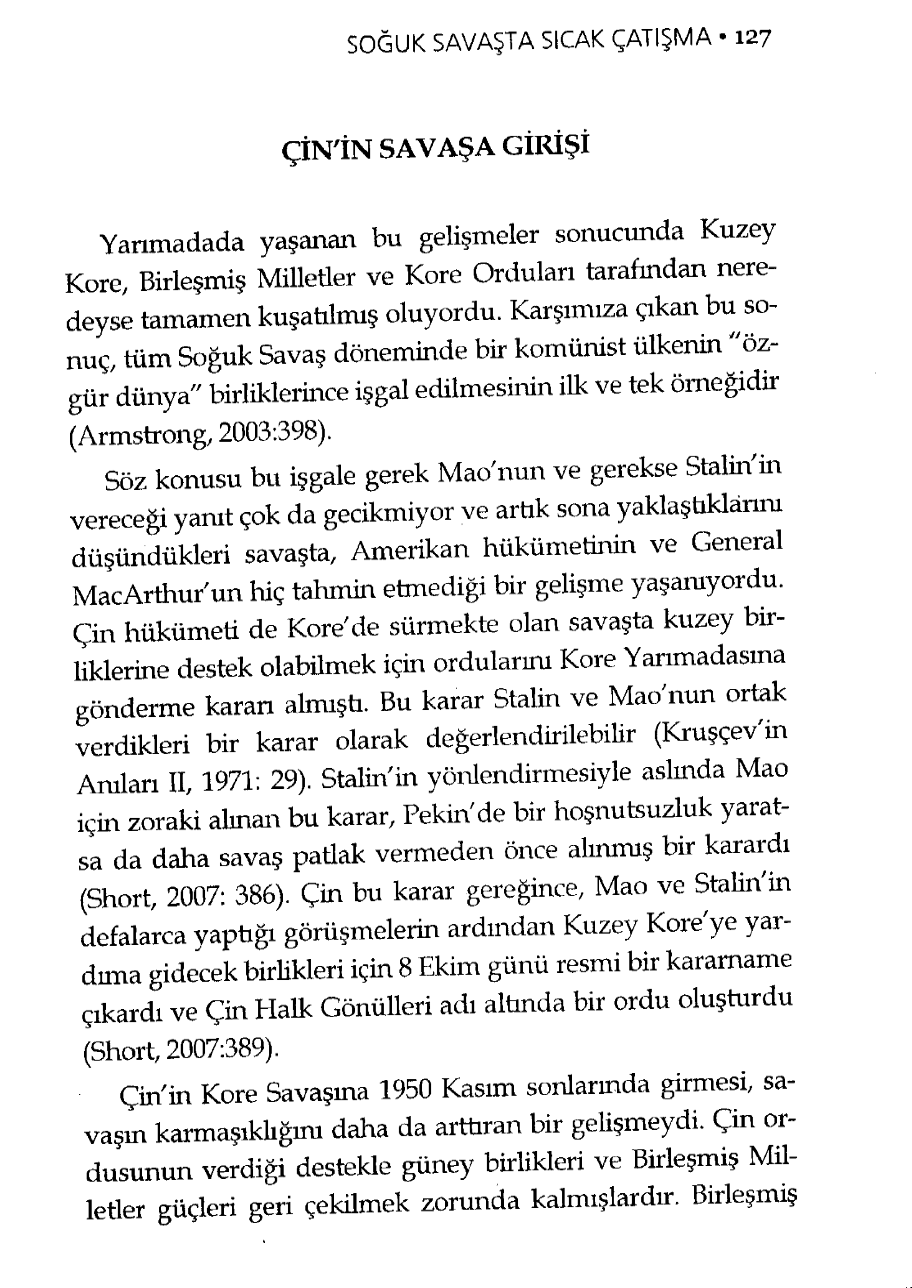 SOĞUK SAVAŞTA SICAK ÇATIŞMA • 127
ÇİN'İN SAVAŞA GİRİŞİ
Yarımadada yaşanan bu gelişmeler sonucunda Kuzey
Kore, Birleşmiş Milletler ve Kore Orduları tarafından nere-
deyse tamamen kuşatılmış oluyordu. Karşımıza çıkan bu so-
nuç, tüm Soğuk Savaş döneminde bir komünist ülkenin "öz-
gür dünya" birliklerince işgal edilmesinin ilk ve tek örneğidir
(Armstrong, 2003:398).
Söz konusu bu işgale gerek Mao'nun ve gerekse Stalin'in
vereceği yanıt çok da gecikmiyor ve artık sona yaklaştıklarını
düşündükleri savaşta, Amerikan hükümetinin ve General
MacArthur'un hiç tahmin etmediği bir gelişme yaşanıyordu.
Çin hükümeti de Kore'de sürmekte olan savaşta kuzey bir-
liklerine destek olabilmek için ordularını Kore Yarımadasına
gönderme kararı almıştı. Bu karar Stalin ve Mao'nun ortak
verdikleri bir karar olarak değerlendirilebilir (Kruşçev'in
Anıları II, 1971: 29). Stalin'in yönlendirmesiyle aslında Mao
için zoraki alınan bu karar, Pekin'de bir hoşnutsuzluk yarat-
sa da daha savaş patlak vermeden önce alınmış bir karardı
(Short, 2007: 386). Çin bu karar gereğince, Mao ve Stalin'in
defalarca yaptığı görüşmelerin ardından Kuzey Kore'ye yar-
dıma gidecek birlikleri için 8 Ekim günü resmi bir kararname
çıkardı ve Çin Halk Gönülleri adı altında bir ordu oluşturdu
(Short, 2007:389).
Çin'in Kore Savaşına 1950 Kasım sonlarında girmesi, sa-
vaşın karmaşıklığını daha da arttıran bir gelişmeydi. Çin or-
dusunun verdiği destekle güney birlikleri ve Birleşmiş Mil-
letler güçleri geri çekilmek zorunda kalmışlardır. Birleşmiş